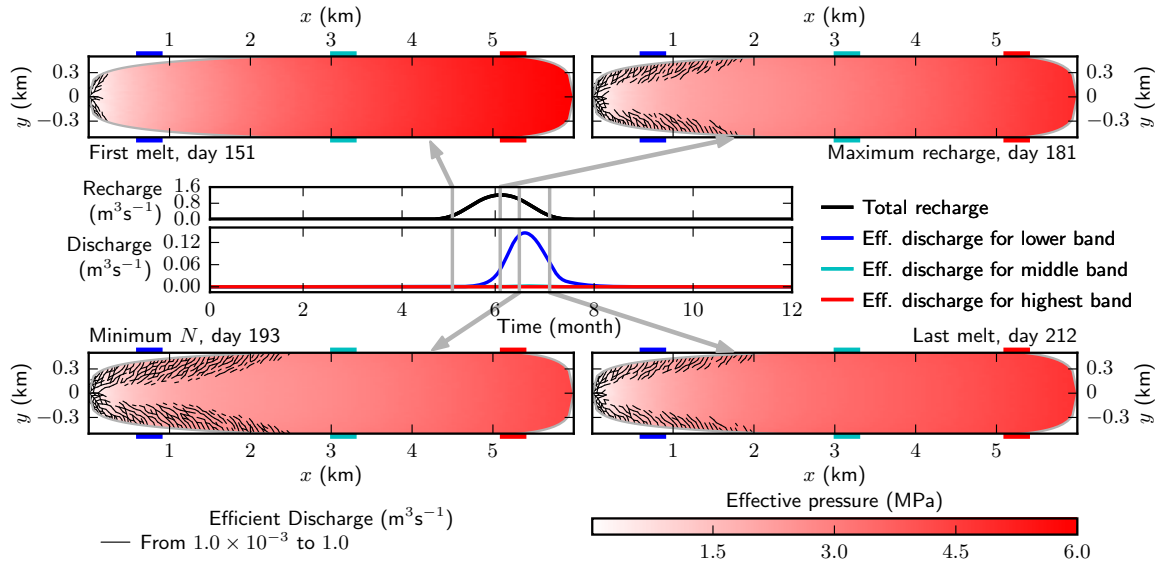 x (km)
x (km)
1 2 3 4 5
1 2 3 4 5
y (km)
0.3
0
−0.3
0.3
0
−0.3
y (km)
First melt, day 151
Maximum recharge, day 181
Recharge
(m³s⁻¹)
1.6
0.8
0.0
Discharge
(m³s⁻¹)
0.12
0.06
0.00
0 2 4 6 8 10 12
Time (month)
Total recharge
Eff. discharge for lower band
Eff. discharge for middle band
Eff. discharge for highest band
Minimum N, day 193
Last melt, day 212
y (km)
0.3
0
−0.3
0.3
0
−0.3
y (km)
1 2 3 4 5
1 2 3 4 5
x (km)
x (km)
Efficient Discharge (m³s⁻¹)
From 1.0 × 10⁻³ to 1.0
Effective pressure (MPa)
1.5 3.0 4.5 6.0